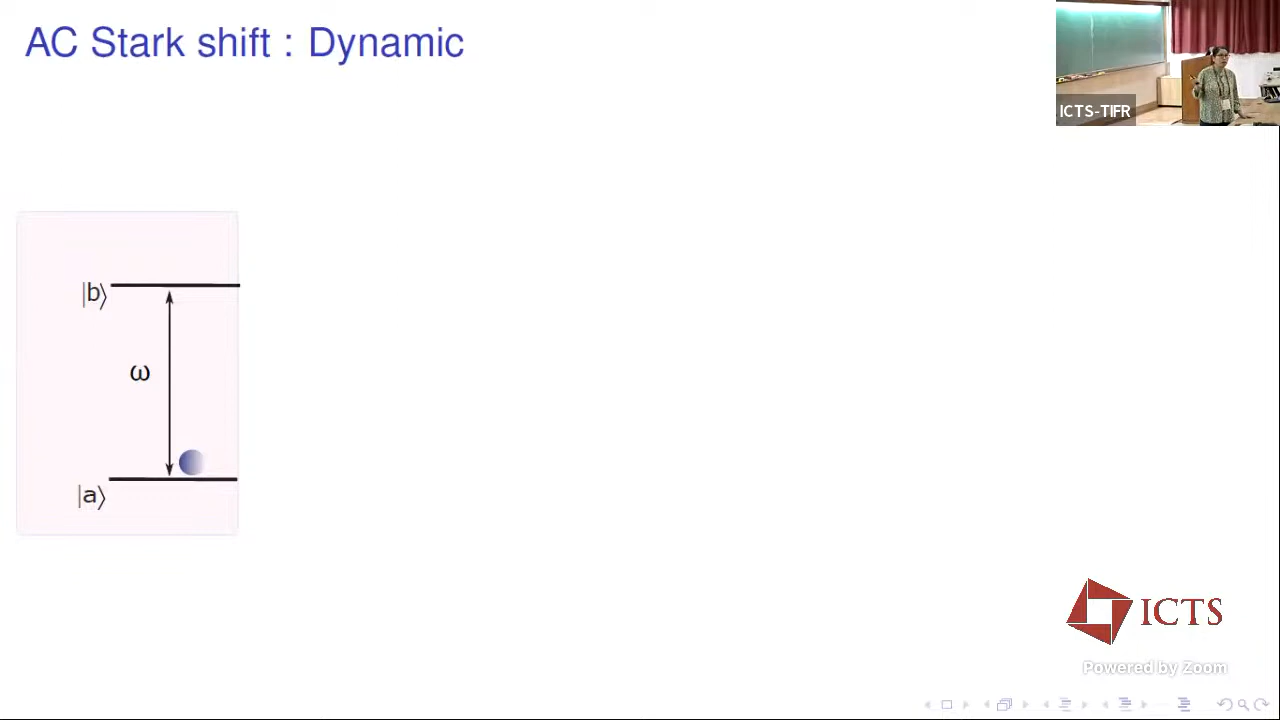 AC Stark shift : Dynamic
ICTS-TIFR
|b⟩
ω
|a⟩
ICTS
Powered by Zoom